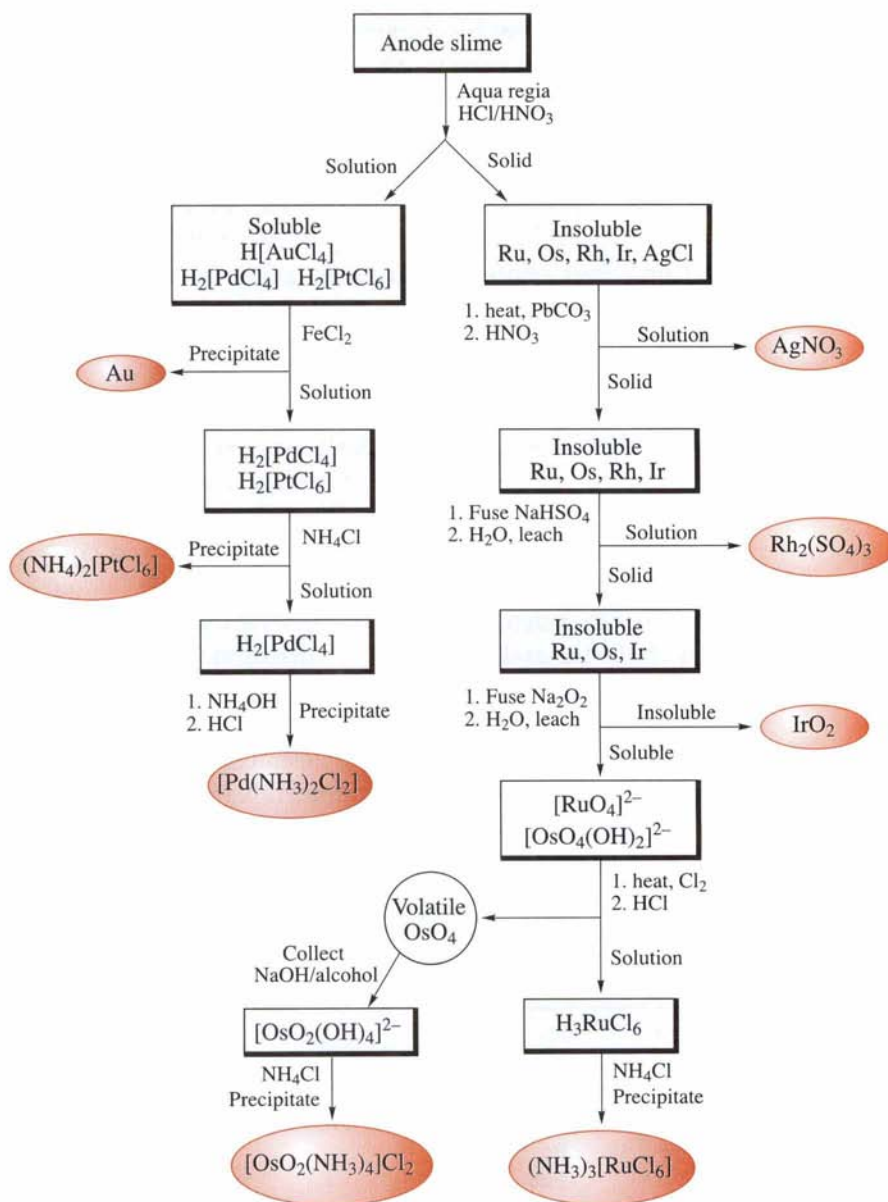 Anode slime
Aqua regia
HCl/HNO₃
Solution
Solid
Soluble
H[AuCl₄]
H₂[PdCl₄] H₂[PtCl₆]
Insoluble
Ru, Os, Rh, Ir, AgCl
FeCl₂
Precipitate
Au
Solution
1. heat, PbCO₃
2. HNO₃
Solution
AgNO₃
Solid
H₂[PdCl₄]
H₂[PtCl₆]
Insoluble
Ru, Os, Rh, Ir
NH₄Cl
Precipitate
(NH₄)₂[PtCl₆]
Solution
1. Fuse NaHSO₄
2. H₂O, leach
Solution
Rh₂(SO₄)₃
Solid
H₂[PdCl₄]
Insoluble
Ru, Os, Ir
1. NH₄OH
2. HCl
Precipitate
[Pd(NH₃)₂Cl₂]
1. Fuse Na₂O₂
2. H₂O, leach
Insoluble
IrO₂
Soluble
[RuO₄]²⁻
[OsO₄(OH)₂]²⁻
1. heat, Cl₂
2. HCl
Volatile
OsO₄
Solution
Collect
NaOH/alcohol
[OsO₂(OH)₄]²⁻
H₃RuCl₆
NH₄Cl
Precipitate
NH₄Cl
Precipitate
[OsO₂(NH₃)₄]Cl₂
(NH₃)₃[RuCl₆]